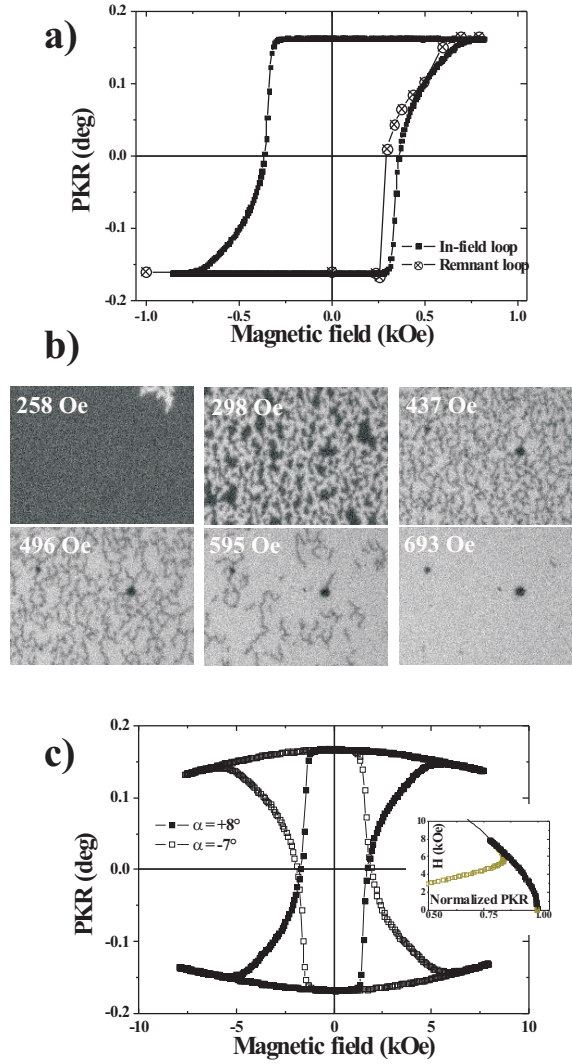 a)
0.2
0.1
0.0
-0.1
-0.2
PKR (deg)
In-field loop
Remnant loop
-1.0 -0.5 0.0 0.5 1.0
Magnetic field (kOe)
b)
258 Oe 298 Oe 437 Oe
496 Oe 595 Oe 693 Oe
c)
0.2
0.1
0.0
-0.1
-0.2
PKR (deg)
α = +8°
α = -7°
10
8
6
4
2
0
H (kOe)
Normalized PKR
0.50 0.75 1.00
-10 -5 0 5 10
Magnetic field (kOe)